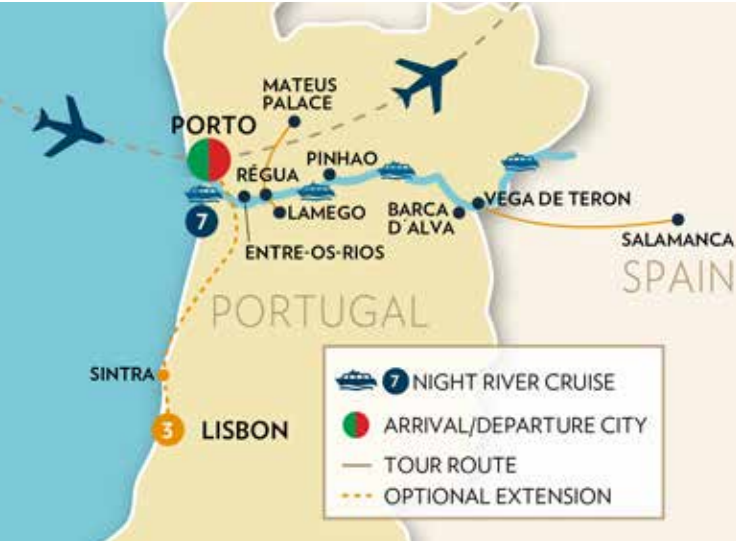 MATEUS
PALACE
PORTO
PINHAO
RÉGUA
LAMEGO
BARCA
D'ALVA
VEGA DE TERON
7
ENTRE-OS-RIOS
SALAMANCA
SPAIN
PORTUGAL
SINTRA
3
LISBON
7 NIGHT RIVER CRUISE
ARRIVAL/DEPARTURE CITY
TOUR ROUTE
OPTIONAL EXTENSION